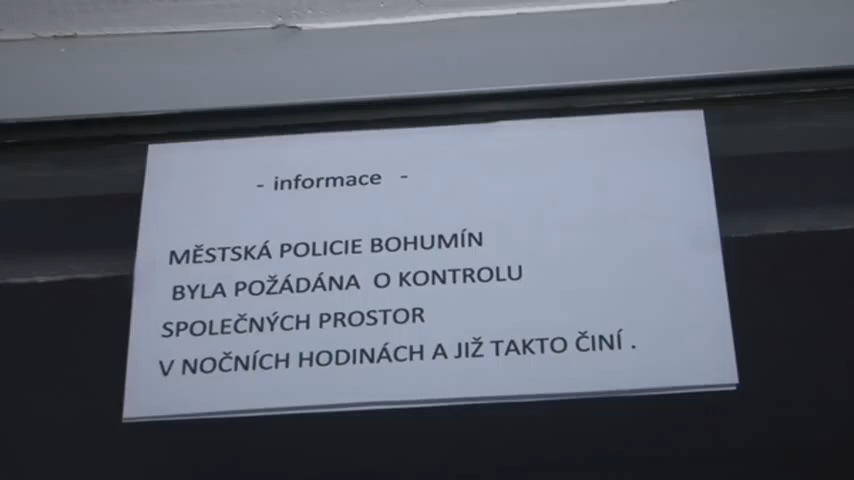 - informace -
MĚSTSKÁ POLICIE BOHUMÍN
BYLA POŽÁDÁNA O KONTROLU
SPOLEČNÝCH PROSTOR
V NOČNÍCH HODINÁCH A JIŽ TAKTO ČINÍ .